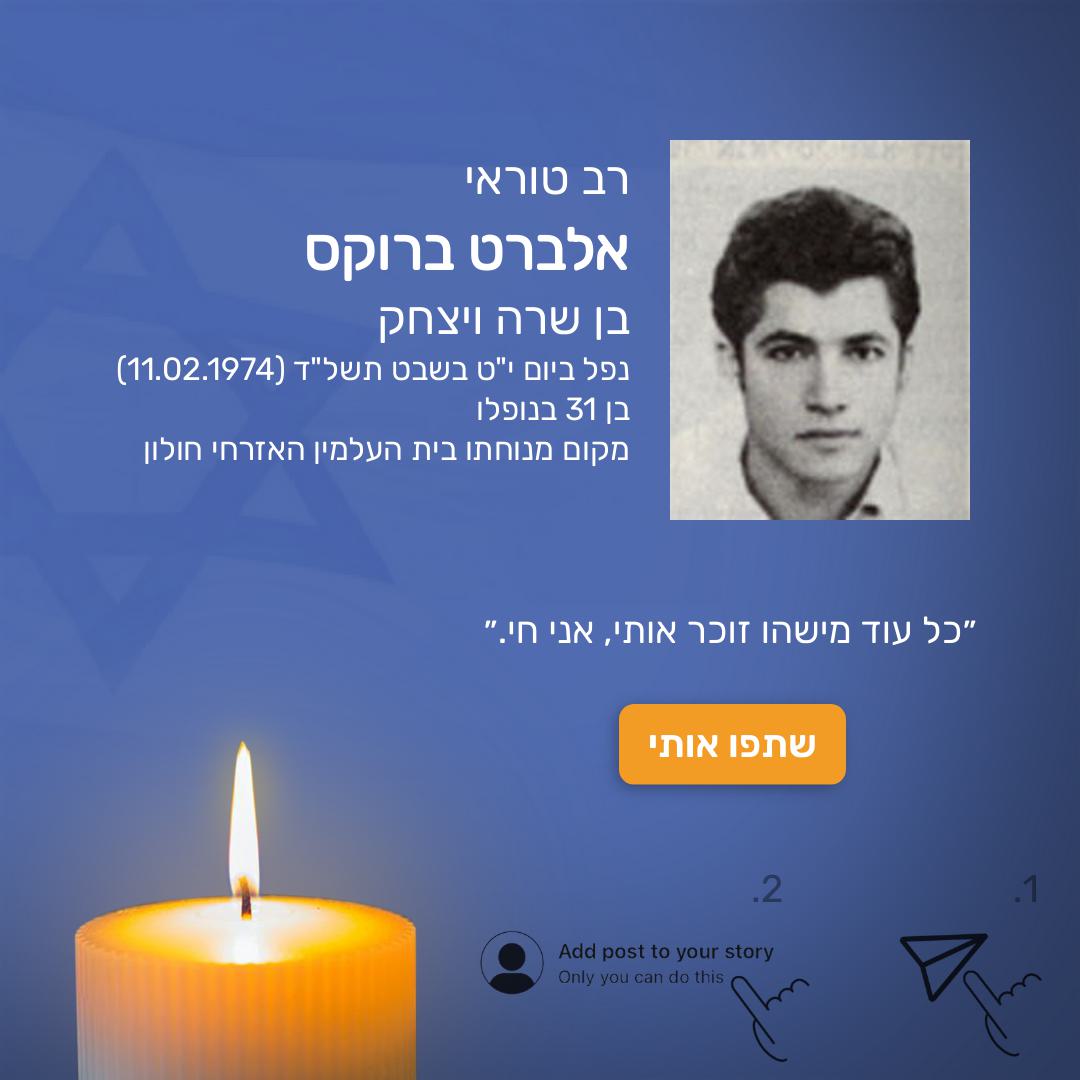 רב טוראי
אלברט ברוקס
בן שרה ויצחק
נפל ביום י"ט בשבט תשל"ד (11.02.1974)
בן 31 בנופלו
מקום מנוחתו בית העלמין האזרחי חולון
״כל עוד מישהו זוכר אותי, אני חי.״
שתפו אותי
.1
.2
Add post to your story
Only you can do this